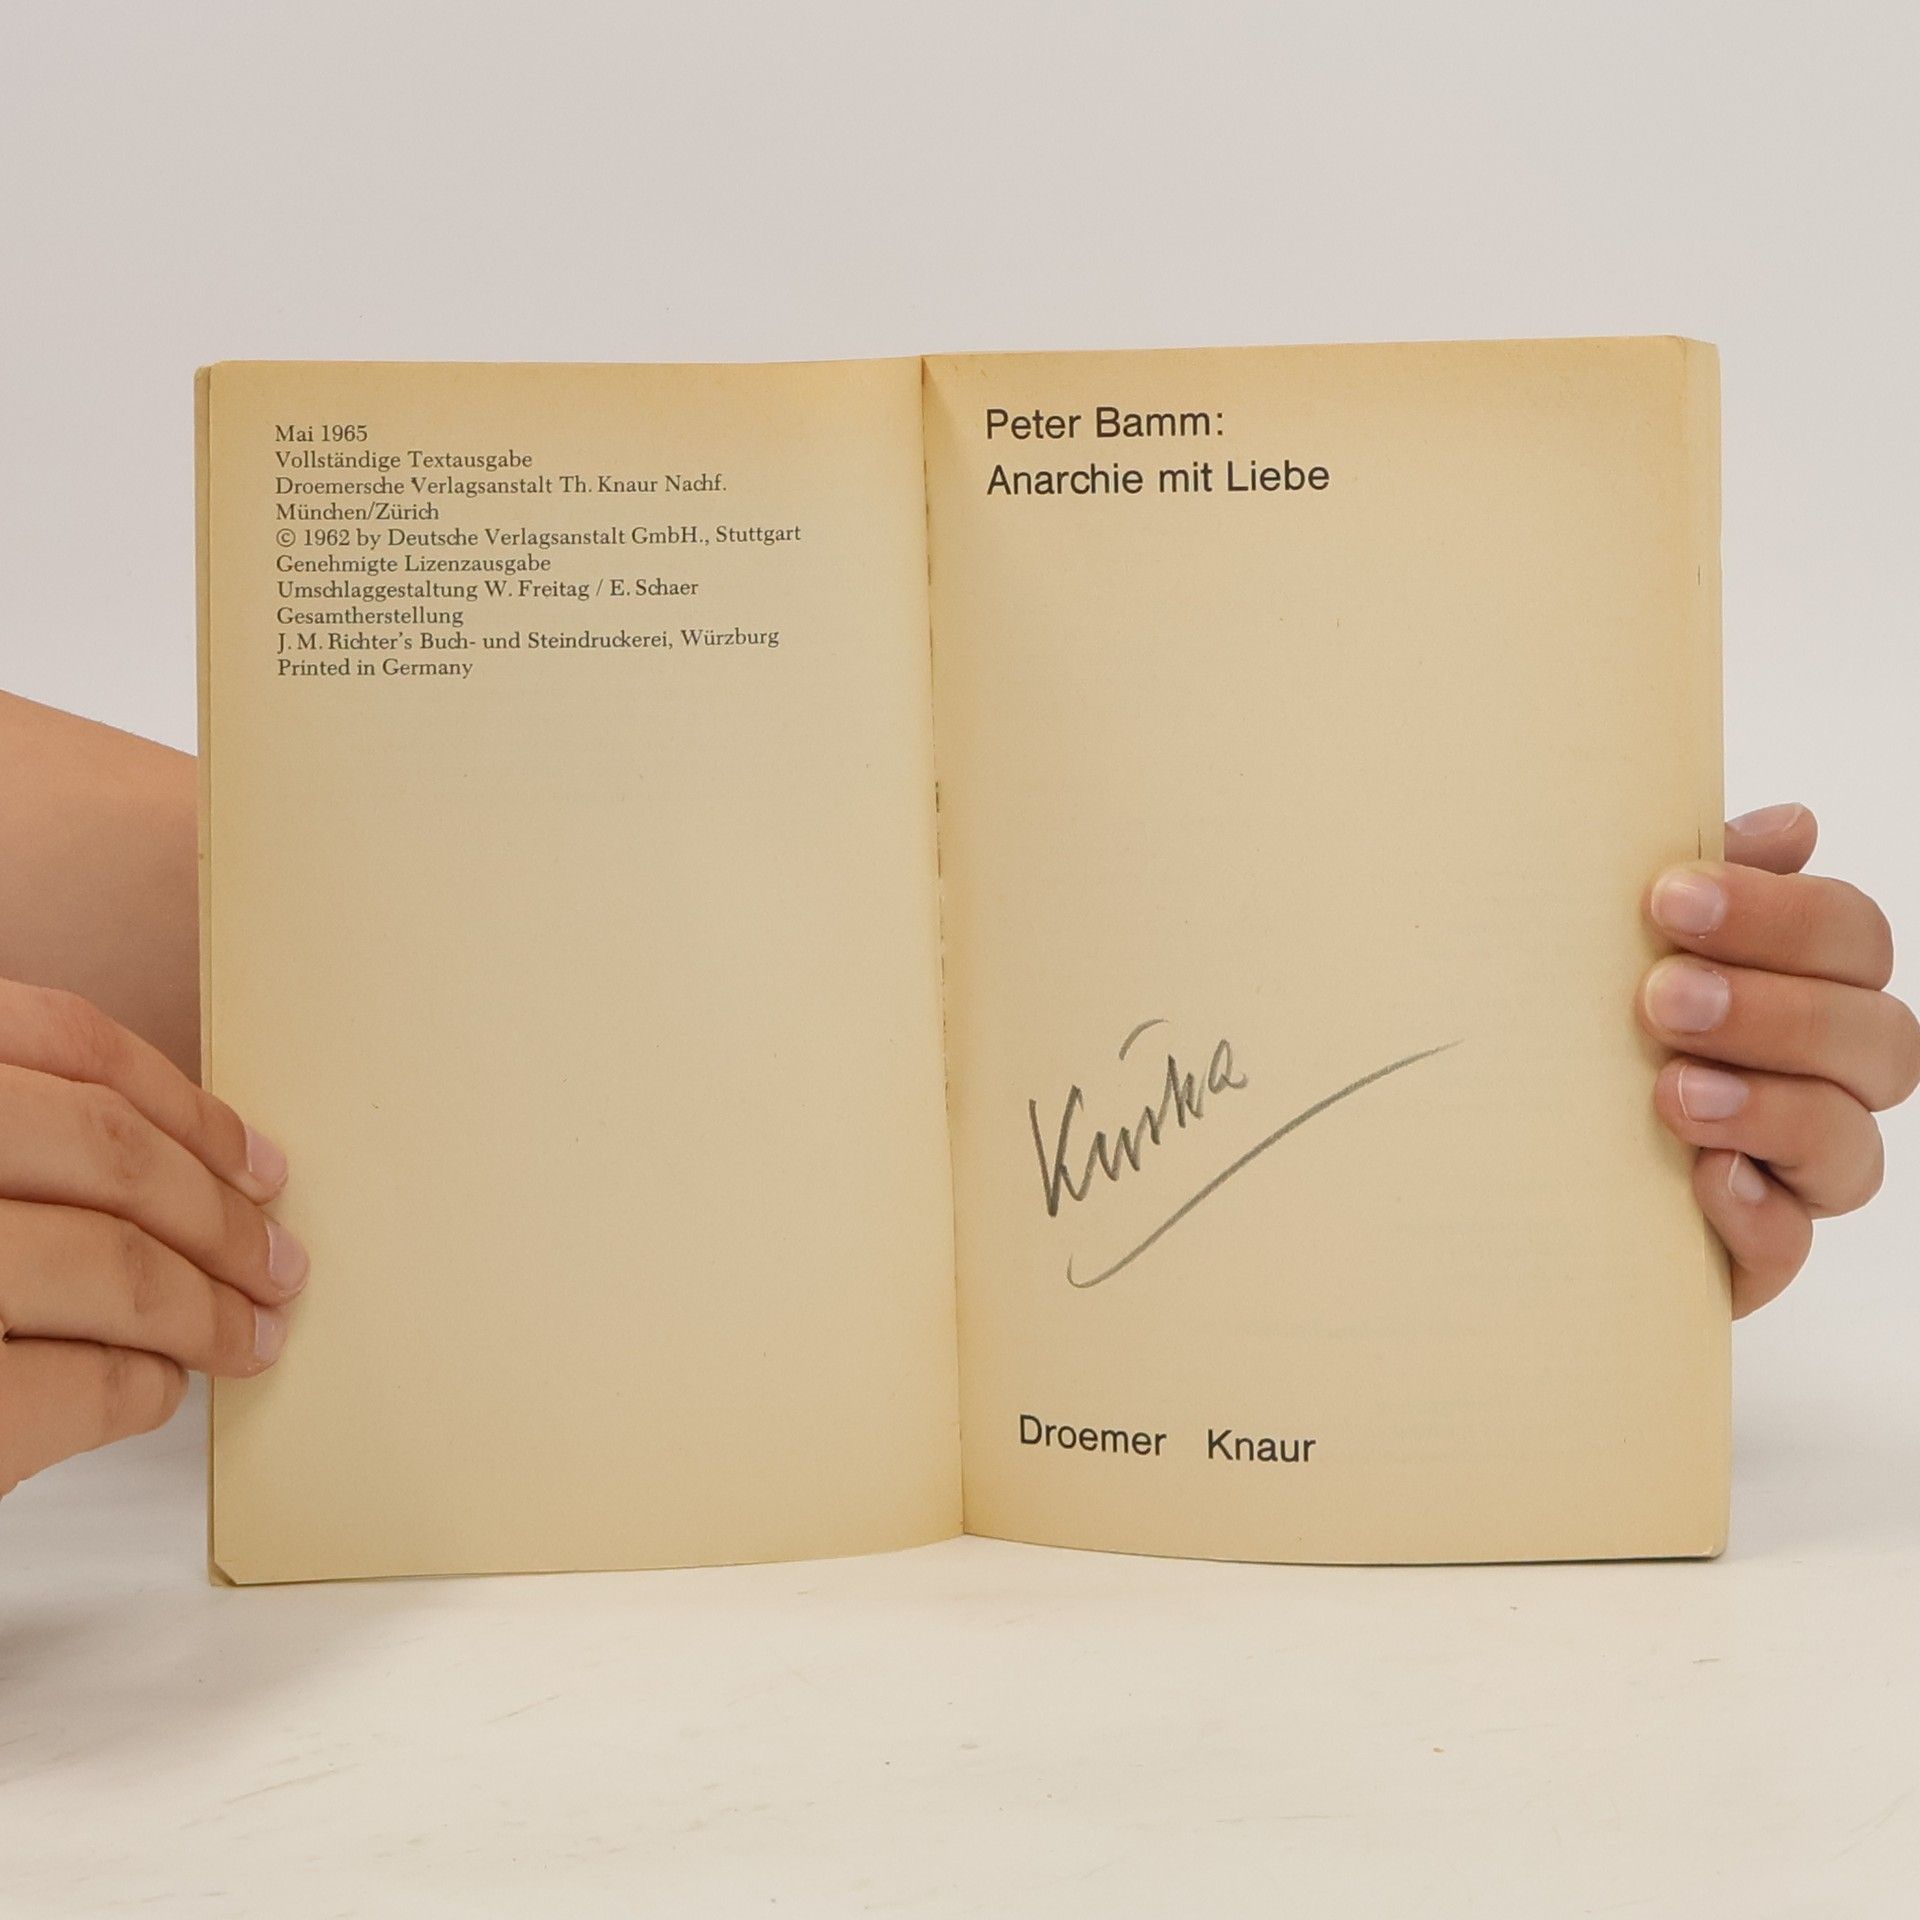 Mai 1965
Vollständige Textausgabe
Droemersche Verlagsanstalt Th. Knaur Nachf.
München/Zürich
© 1962 by Deutsche Verlagsanstalt GmbH., Stuttgart
Genehmigte Lizenzausgabe
Umschlaggestaltung W. Freitag / E. Schaer
Gesamtherstellung
J. M. Richter's Buch- und Steindruckerei, Würzburg
Printed in Germany
Peter Bamm:
Anarchie mit Liebe
Droemer Knaur